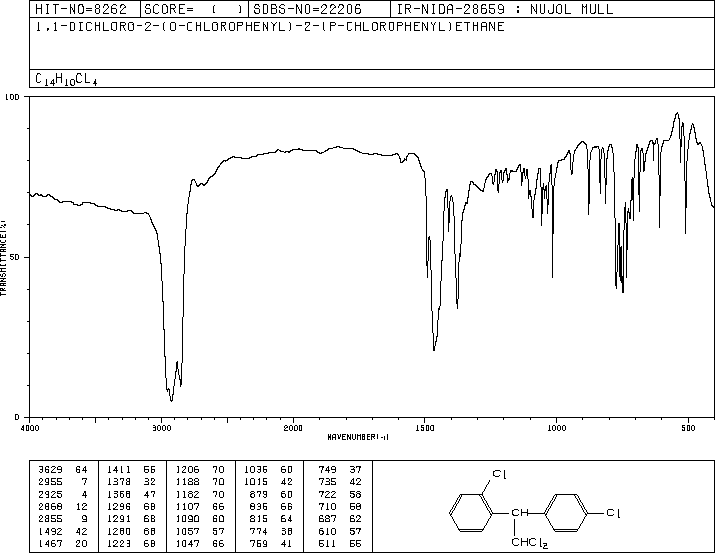 HIT-NO=8262 SCORE= ( ) SDBS-NO=22206 IR-NIDA-28659 : NUJOL MULL
1,1-DICHLORO-2-(O-CHLOROPHENYL)-2-(P-CHLOROPHENYL)ETHANE
C14H10CL4
100
50
0
TRANSMITTANCE(%)
4000 3000 2000 1500 1000 500
WAVENUMBER(-1)
3629 64 1411 56 1206 70 1036 60 749 37
2955 7 1378 32 1188 70 1015 42 735 42
2925 4 1368 47 1182 70 879 60 722 58
2868 12 1296 68 1107 66 836 66 710 58
2855 9 1291 68 1090 60 815 64 687 62
1492 42 1280 68 1057 57 774 38 610 57
1467 20 1223 68 1047 66 769 41 511 55
Cl
CH
Cl
CHCl2